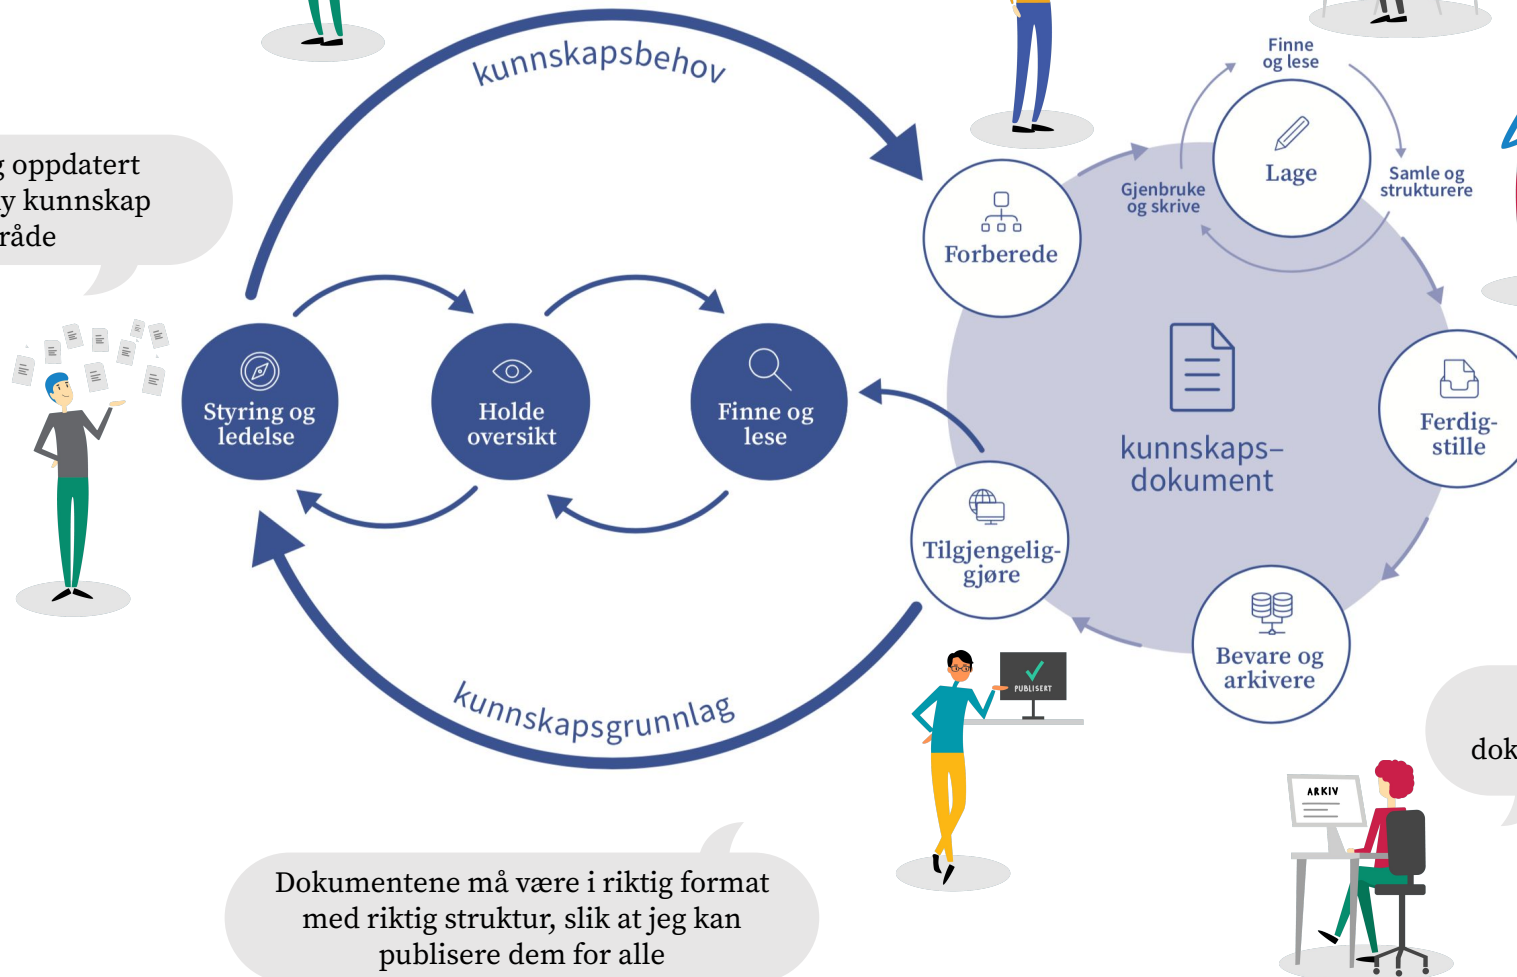 kunnskapsbehov
Finne
og lese
Lage
Samle og
strukturere
Gjenbruke
og skrive
oppdatert
kunnskap
Forberede
Styring og
ledelse
Holde
oversikt
Finne og
lese
kunnskaps–
dokument
Ferdig-
stille
Tilgjengelig-
gjøre
Bevare og
arkivere
kunnskapsgrunnlag
PUBLISERT
ARKIV
Dokumentene må være i riktig format
med riktig struktur, slik at jeg kan
publisere dem for alle